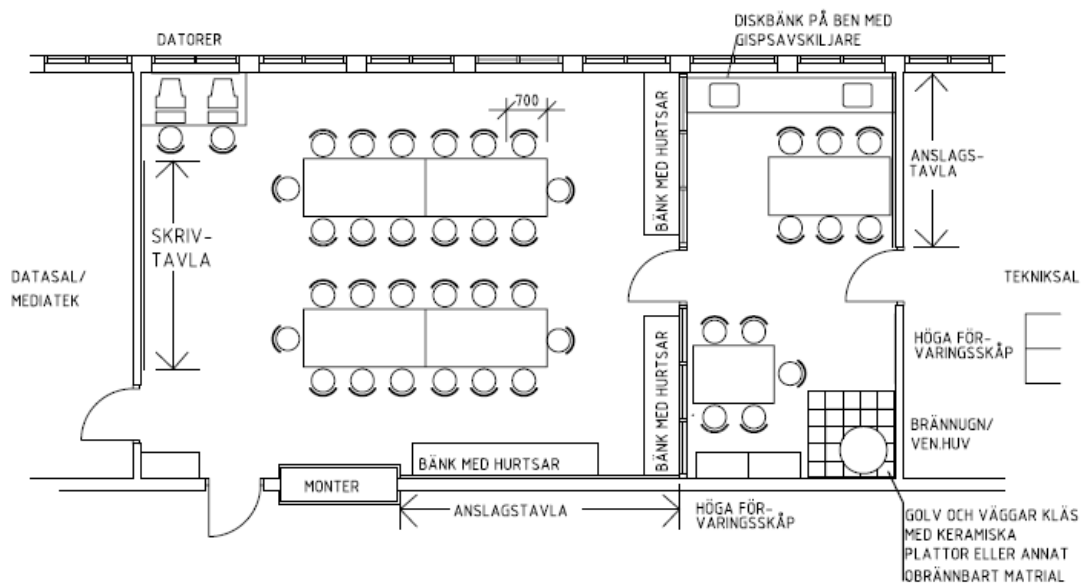 DISKBÄNK PÅ BEN MED
GISPSAVSKILJARE
DATORER
700
BÄNK MED HURTSAR
ANSLAGS-
TAVLA
SKRIV-
TAVLA
DATASAL/
MEDIATEK
TEKNIKSAL
HÖGA FÖR-
VARINGSSKÅP
BÄNK MED HURTSAR
BRÄNNUGN/
VEN.HUV
BÄNK MED HURTSAR
MONTER
ANSLAGSTAVLA
HÖGA FÖR-
VARINGSSKÅP
GOLV OCH VÄGGAR KLÄS
MED KERAMISKA
PLATTOR ELLER ANNAT
OBRÄNNBART MATRIAL